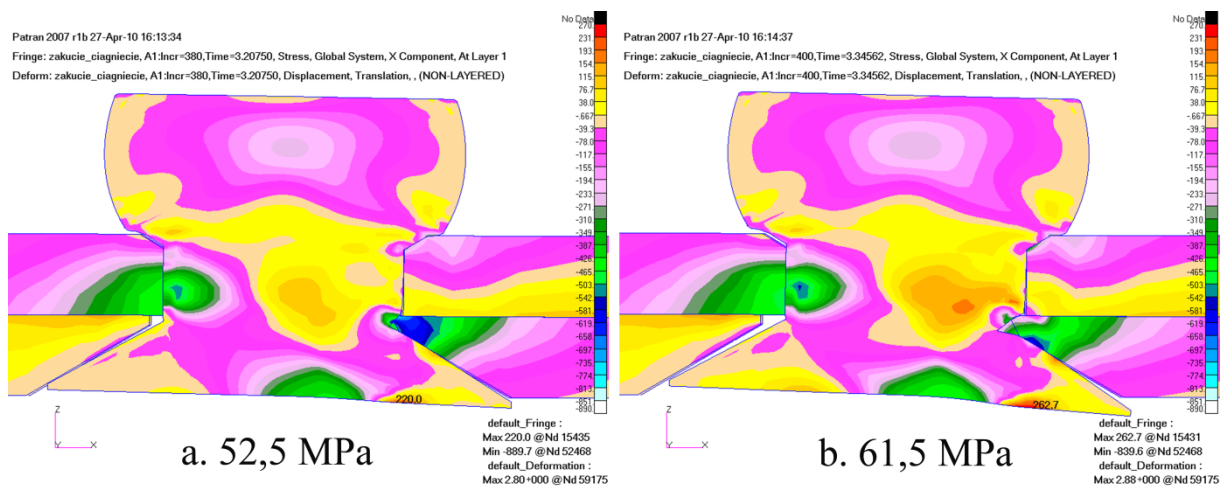 No Data
Patran 2007 r1b 27-Apr-10 16:13:34
Fringe: zakucie_ciagniecie, A1:Incr=380,Time=3.20750, Stress, Global System, X Component, At Layer 1
Deform: zakucie_ciagniecie, A1:Incr=380,Time=3.20750, Displacement, Translation, , (NON-LAYERED)
270.
231.
193.
154.
115.
76.7
38.0
-.667
-39.3
-78.0
-117.
-155.
-194.
-233.
-271.
-310.
-349.
-387.
-426.
-465.
-503.
-542.
-581.
-619.
-658.
-697.
-735.
-774.
-813.
-851.
-890.
220.0
Z
Y
X
default_Fringe :
Max 220.0 @Nd 15435
Min -889.7 @Nd 52468
default_Deformation :
Max 2.80+000 @Nd 59175
a. 52,5 MPa
No Data
Patran 2007 r1b 27-Apr-10 16:14:37
Fringe: zakucie_ciagniecie, A1:Incr=400,Time=3.34562, Stress, Global System, X Component, At Layer 1
Deform: zakucie_ciagniecie, A1:Incr=400,Time=3.34562, Displacement, Translation, , (NON-LAYERED)
270.
231.
193.
154.
115.
76.7
38.0
-.667
-39.3
-78.0
-117.
-155.
-194.
-233.
-271.
-310.
-349.
-387.
-426.
-465.
-503.
-542.
-581.
-619.
-658.
-697.
-735.
-774.
-813.
-851.
-890.
262.7
Z
Y
X
default_Fringe :
Max 262.7 @Nd 15431
Min -839.6 @Nd 52468
default_Deformation :
Max 2.88+000 @Nd 59175
b. 61,5 MPa